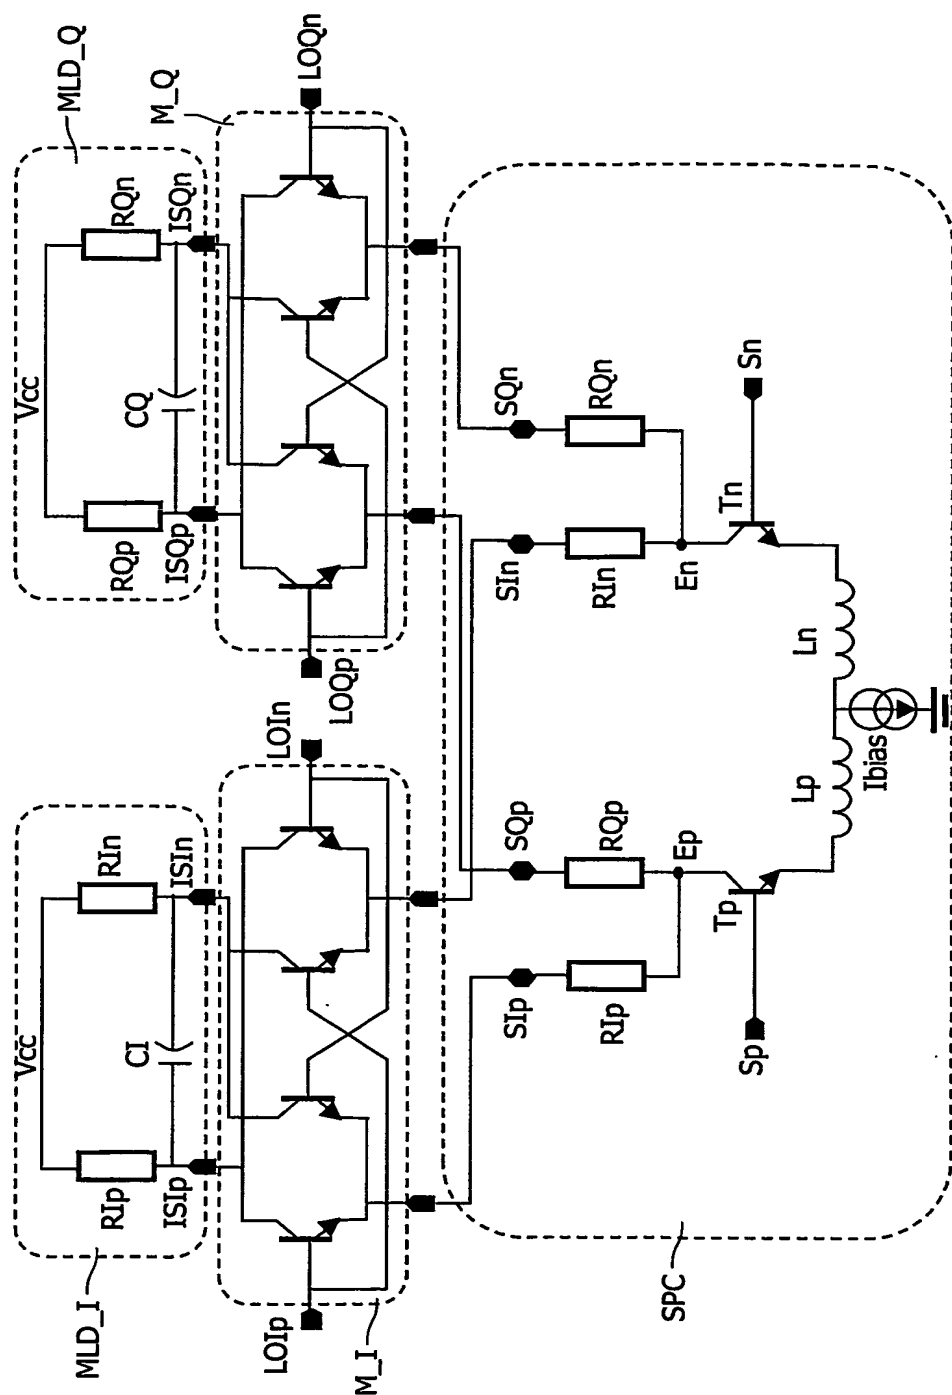 MLD_I
MLD_Q
Vcc
Vcc
RIp
RIn
RQp
RQn
CI
CQ
ISIp
ISIn
ISQp
ISQn
M_I
M_Q
LOIp
LOIn
LOQp
LOQn
SIp
SQp
SIn
SQn
RIp
RQp
RIn
RQn
Ep
En
Sp
Tp
Tn
Sn
Lp
Ln
Ibias
SPC